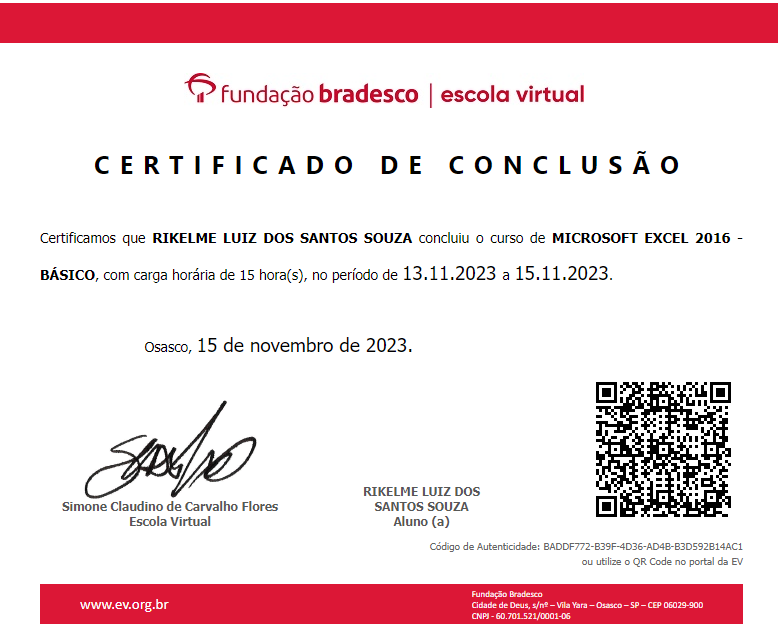 fundação bradesco | escola virtual
CERTIFICADO DE CONCLUSÃO
Certificamos que RIKELME LUIZ DOS SANTOS SOUZA concluiu o curso de MICROSOFT EXCEL 2016 -
BÁSICO, com carga horária de 15 hora(s), no período de 13.11.2023 a 15.11.2023.
Osasco, 15 de novembro de 2023.
Simone Claudino de Carvalho Flores
Escola Virtual
RIKELME LUIZ DOS
SANTOS SOUZA
Aluno (a)
Código de Autenticidade: BADDF772-B39F-4D36-AD4B-B3D592B14AC1
ou utilize o QR Code no portal da EV
www.ev.org.br
Fundação Bradesco
Cidade de Deus, s/nº – Vila Yara – Osasco – SP – CEP 06029-900
CNPJ - 60.701.521/0001-06